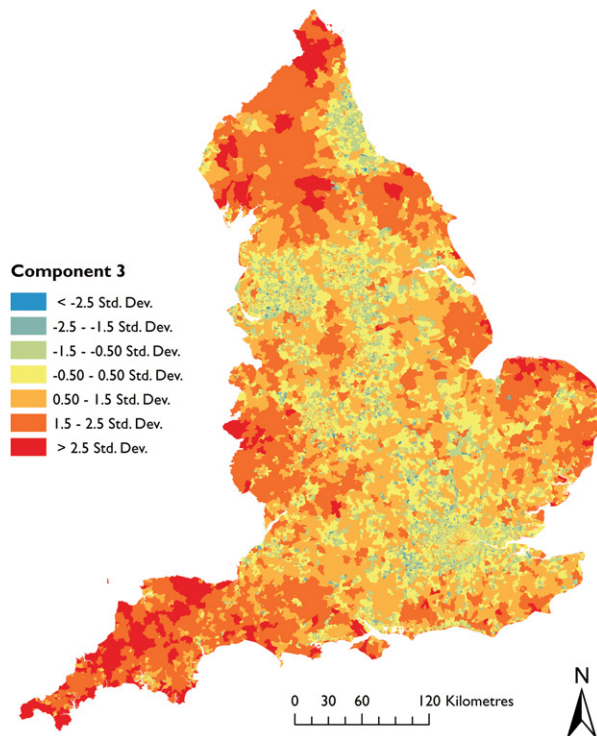 Component 3
< -2.5 Std. Dev.
-2.5 - -1.5 Std. Dev.
-1.5 - -0.50 Std. Dev.
-0.50 - 0.50 Std. Dev.
0.50 - 1.5 Std. Dev.
1.5 - 2.5 Std. Dev.
> 2.5 Std. Dev.
0 30 60 120 Kilometres
N